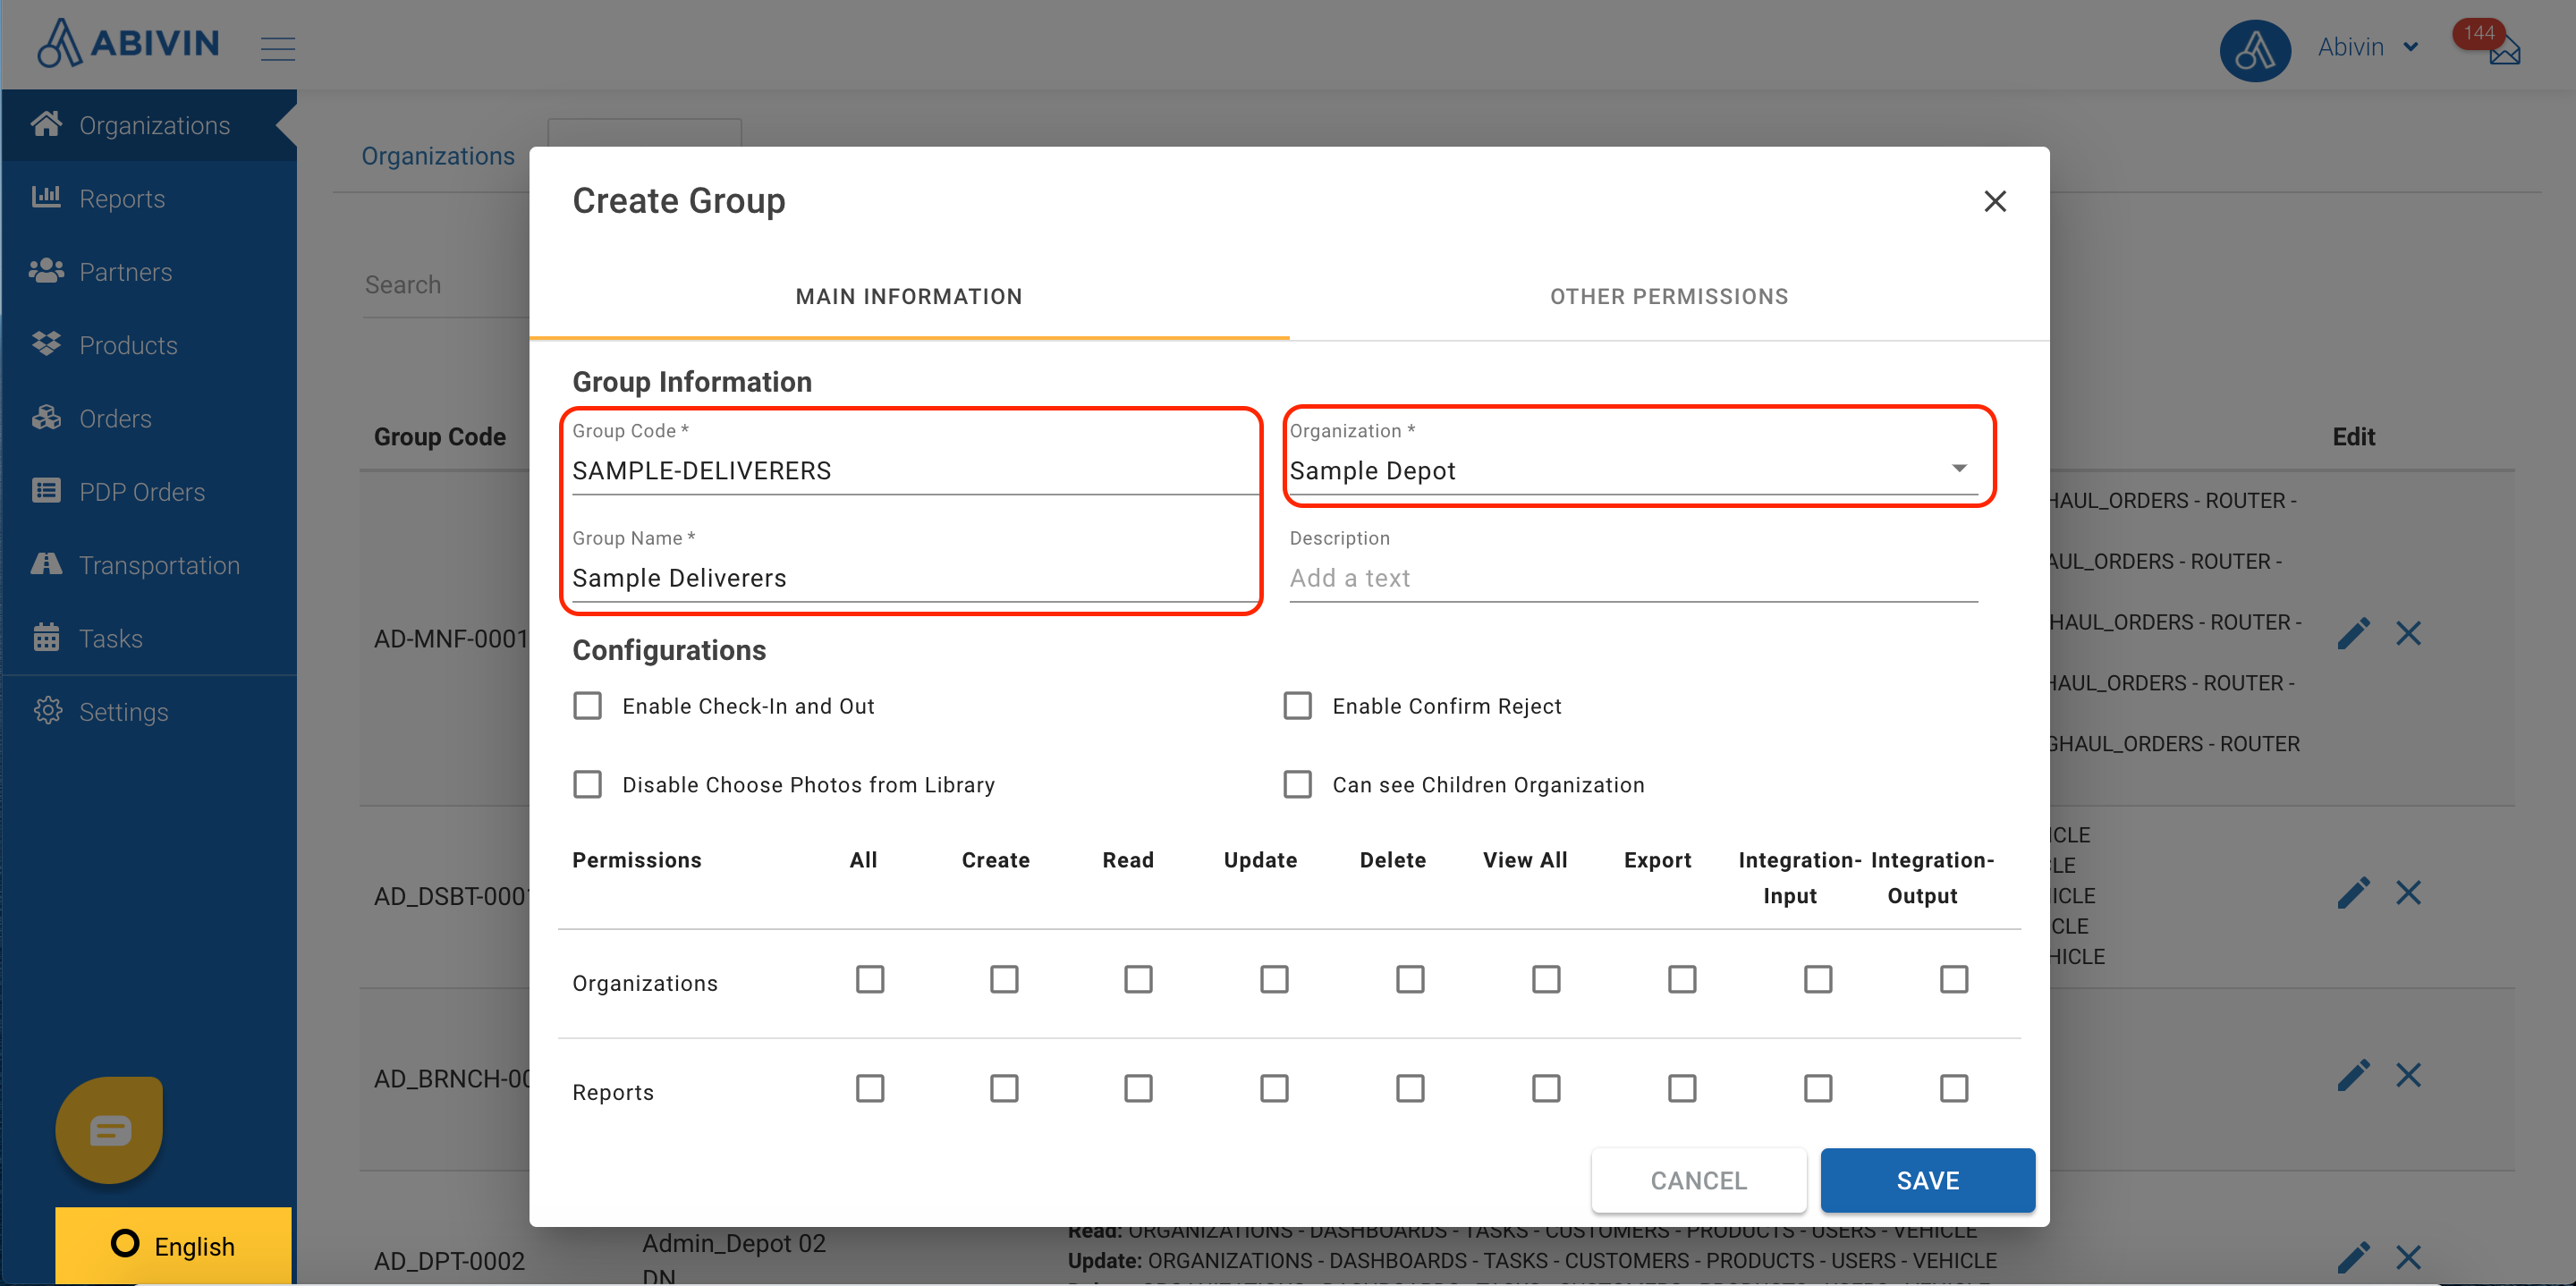 ABIVIN
Abivin
144
Organizations
Reports
Partners
Products
Orders
PDP Orders
Transportation
Tasks
Settings
English
Organizations
Search
Group Code
Edit
AD-MNF-0001
HAUL_ORDERS - ROUTER -
AUL_ORDERS - ROUTER -
HAUL_ORDERS - ROUTER -
HAUL_ORDERS - ROUTER -
GHAUL_ORDERS - ROUTER
AD_DSBT-0001
ICLE
CLE
HICLE
ICLE
HICLE
AD_BRNCH-00
AD_DPT-0002
Admin_Depot 02
DN
Read: ORGANIZATIONS - DASHBOARDS - TASKS - CUSTOMERS - PRODUCTS - USERS - VEHICLE
Update: ORGANIZATIONS - DASHBOARDS - TASKS - CUSTOMERS - PRODUCTS - USERS - VEHICLE
Create Group
MAIN INFORMATION
OTHER PERMISSIONS
Group Information
Group Code *
SAMPLE-DELIVERERS
Organization *
Sample Depot
Group Name *
Sample Deliverers
Description
Add a text
Configurations
Enable Check-In and Out
Enable Confirm Reject
Disable Choose Photos from Library
Can see Children Organization
Permissions All Create Read Update Delete View All Export Integration-Input Integration-Output
Organizations
Reports
CANCEL
SAVE